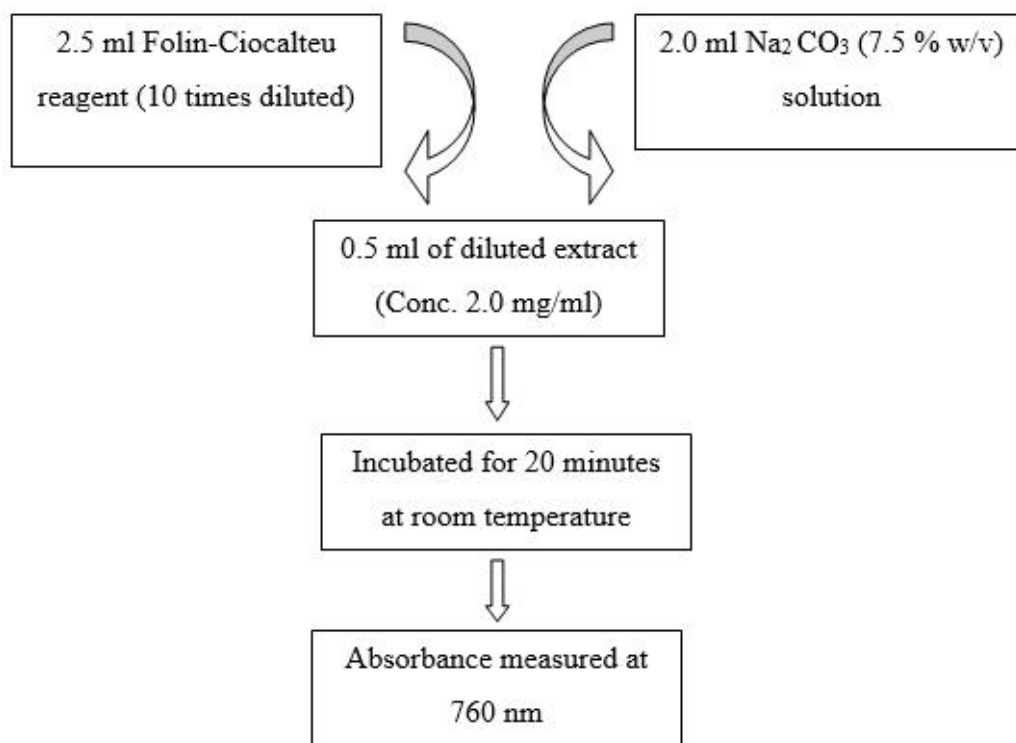 2.5 ml Folin-Ciocalteu
reagent (10 times diluted)
2.0 ml Na₂ CO₃ (7.5 % w/v)
solution
0.5 ml of diluted extract
(Conc. 2.0 mg/ml)
Incubated for 20 minutes
at room temperature
Absorbance measured at
760 nm